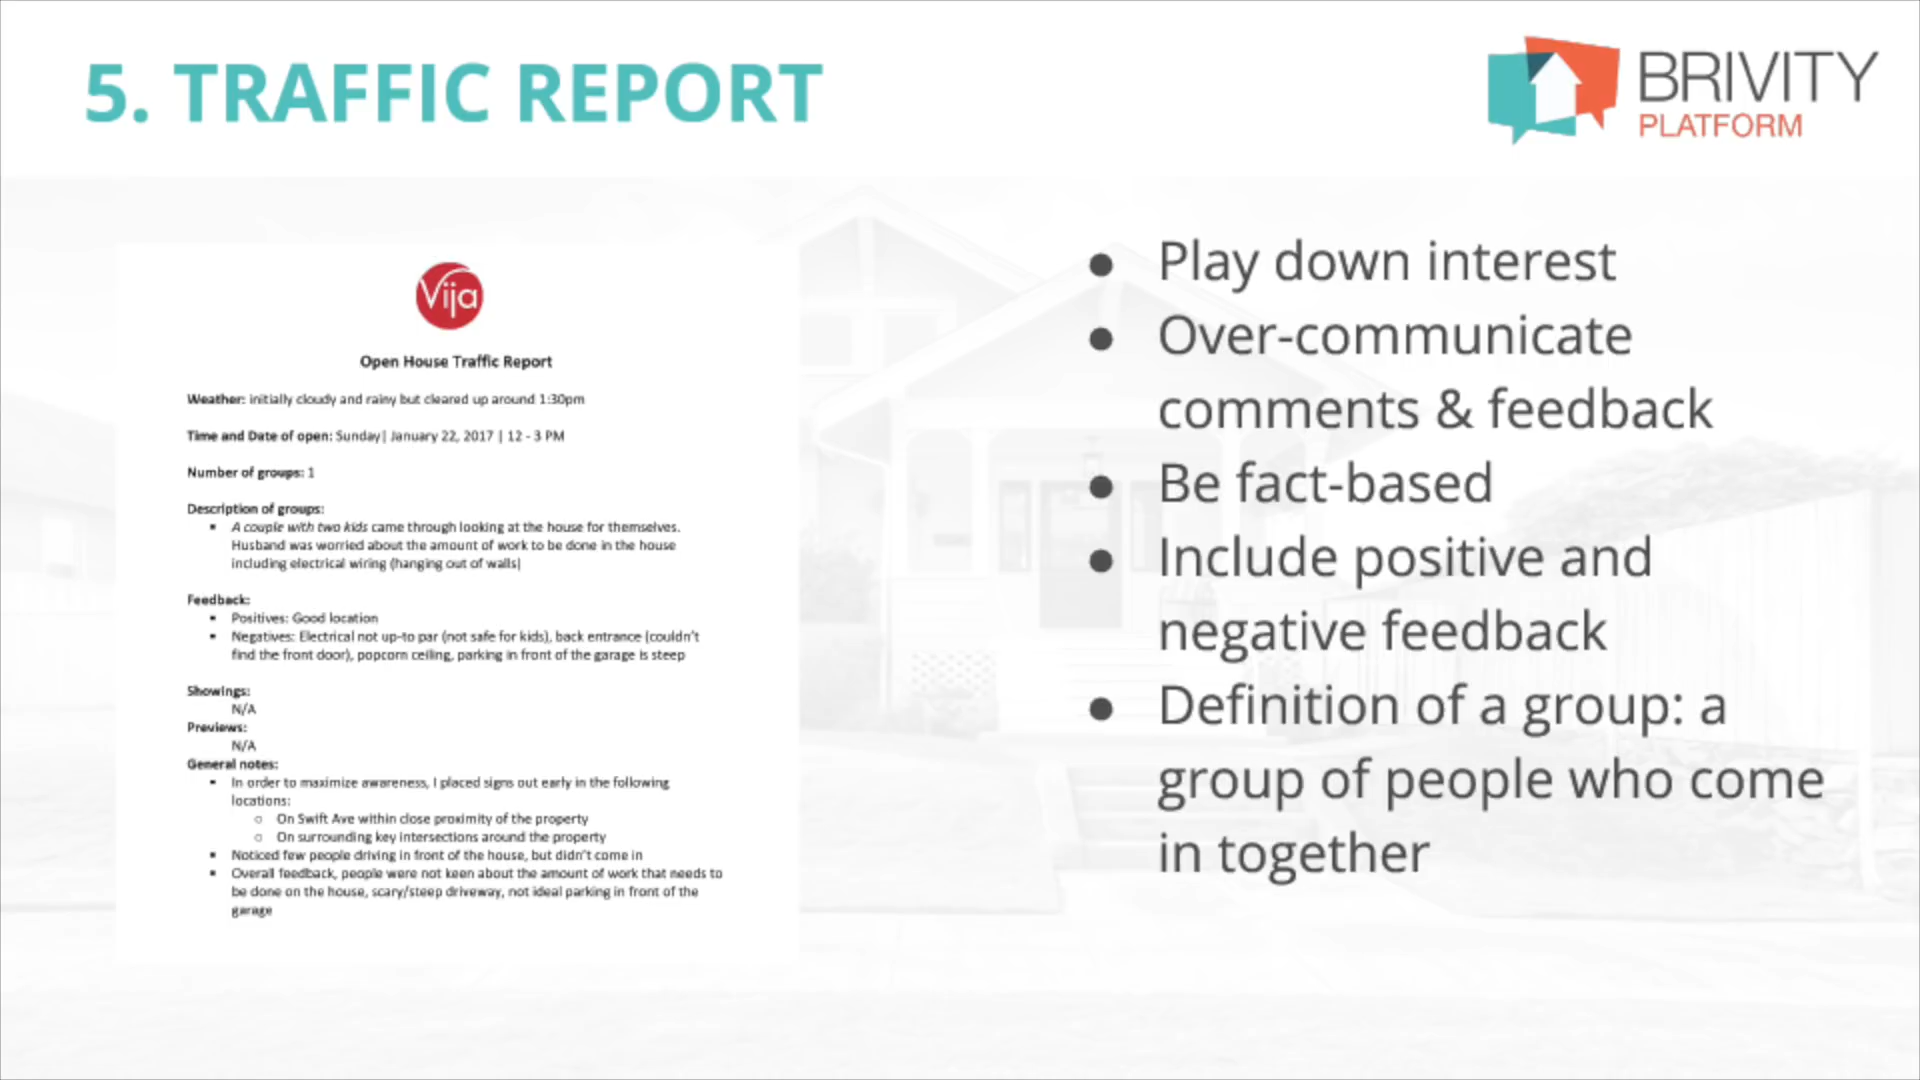 5. TRAFFIC REPORT
BRIVITY
PLATFORM
Vija
Open House Traffic Report
Weather: initially cloudy and rainy but cleared up around 1:30pm
Time and Date of open: Sunday| January 22, 2017 | 12 - 3 PM
Number of groups: 1
Description of groups:
▪ A couple with two kids came through looking at the house for themselves.
Husband was worried about the amount of work to be done in the house
including electrical wiring (hanging out of walls)
Feedback:
▪ Positives: Good location
▪ Negatives: Electrical not up-to par (not safe for kids), back entrance (couldn't
find the front door), popcorn ceiling, parking in front of the garage is steep
Showings:
N/A
Previews:
N/A
General notes:
▪ In order to maximize awareness, I placed signs out early in the following
locations:
○ On Swift Ave within close proximity of the property
○ On surrounding key intersections around the property
▪ Noticed few people driving in front of the house, but didn't come in
▪ Overall feedback, people were not keen about the amount of work that needs to
be done on the house, scary/steep driveway, not ideal parking in front of the
garage
● Play down interest
● Over-communicate
comments & feedback
● Be fact-based
● Include positive and
negative feedback
● Definition of a group: a
group of people who come
in together